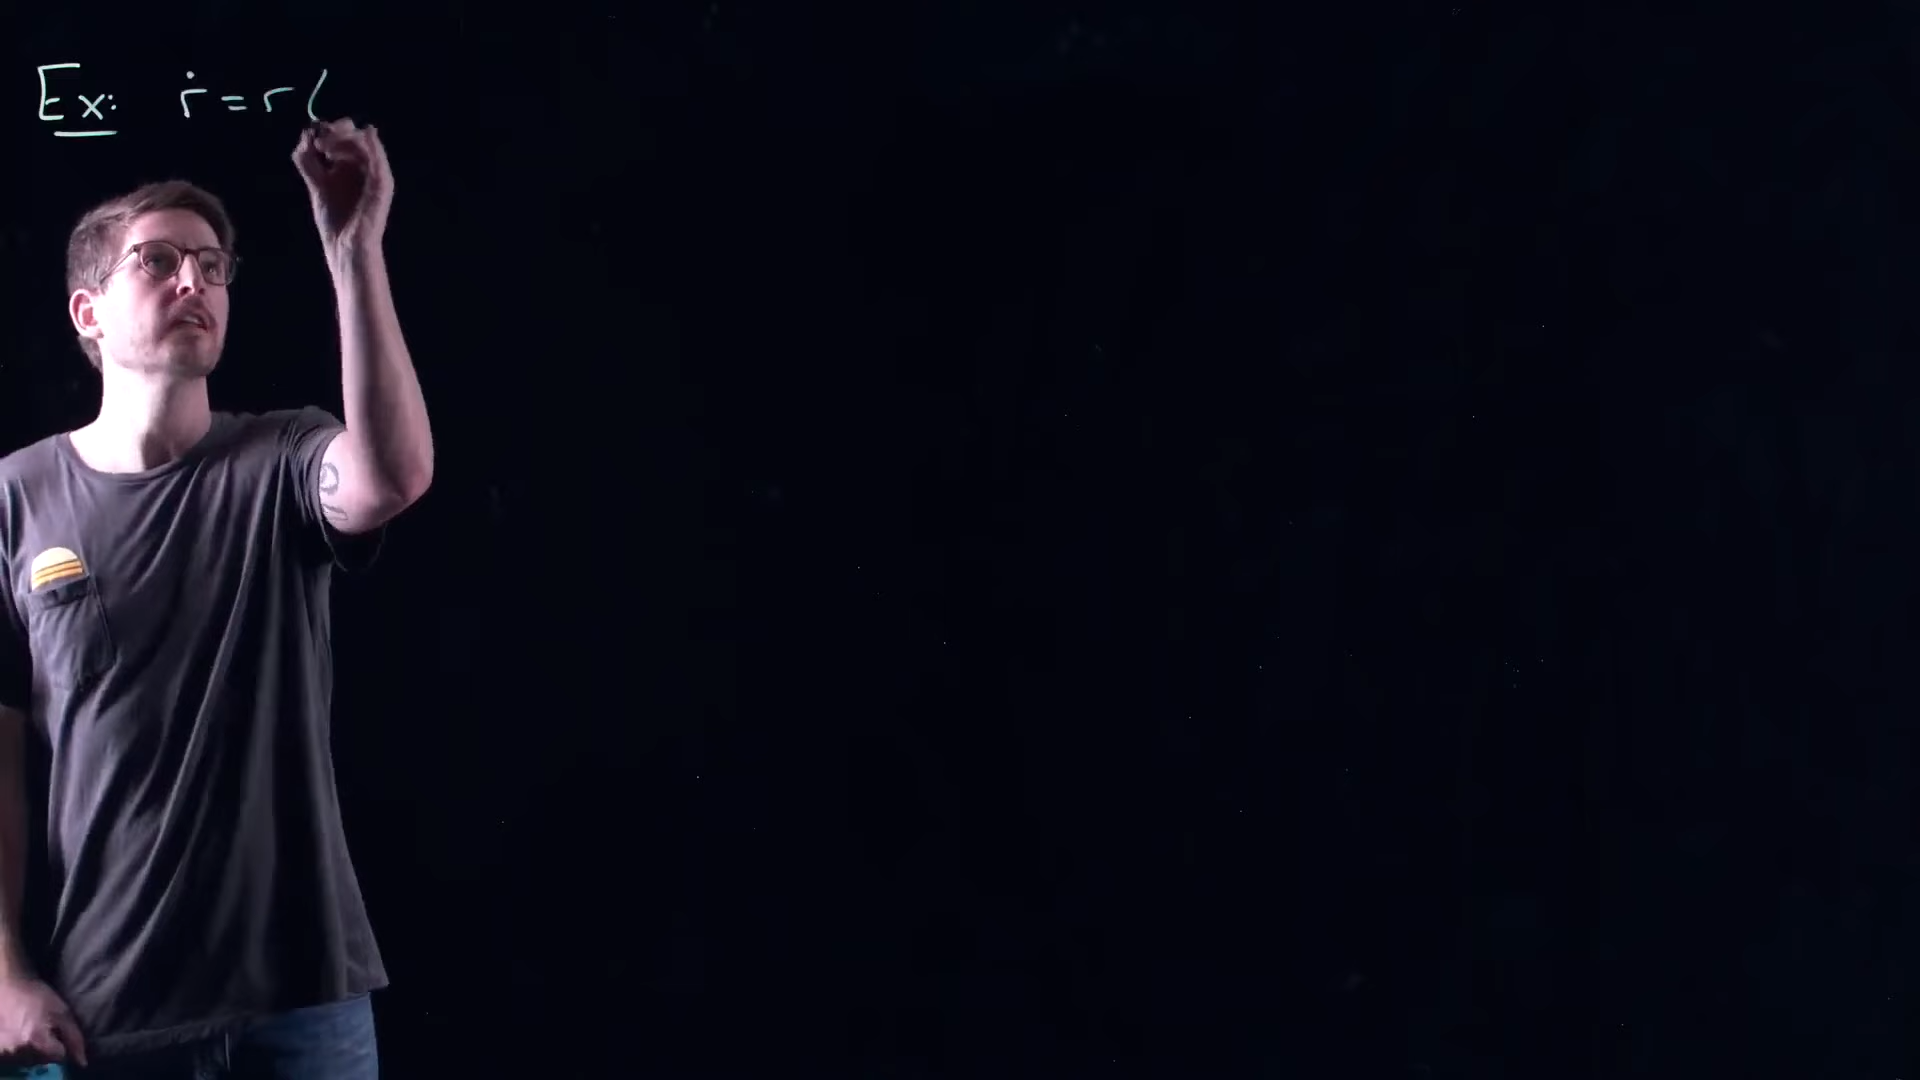 Ex: ṙ = r (